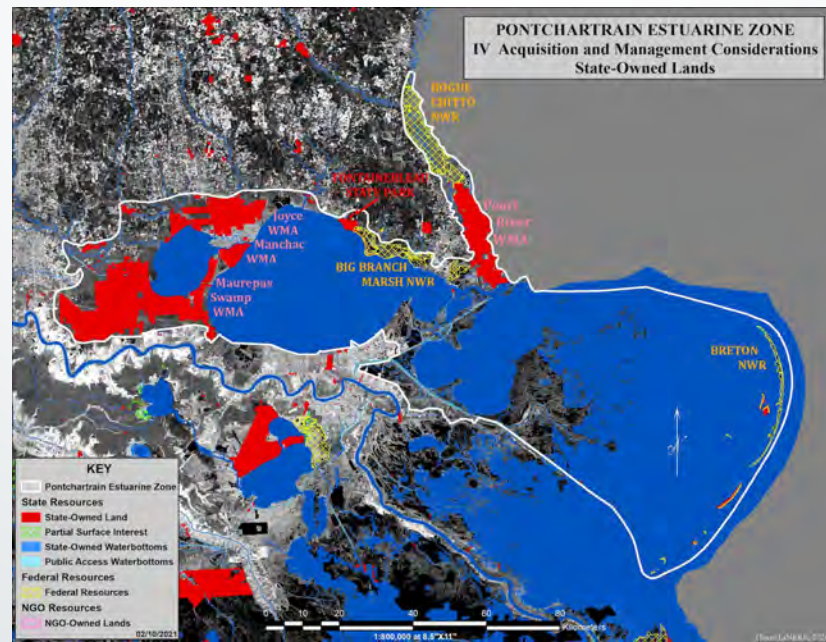 PONTCHARTRAIN ESTUARINE ZONE
IV Acquisition and Management Considerations
State-Owned Lands
BOGUE
CHITTO
NWR
STATE PARK
Pearl
River
WMA
Joyce
WMA
Manchac
WMA
BIG BRANCH
MARSH NWR
Maurepas
Swamp
WMA
BRETON
NWR
KEY
Pontchartrain Estuarine Zone
State Resources
State-Owned Land
Partial Surface Interest
State-Owned Waterbottoms
Public Access Waterbottoms
Federal Resources
Federal Resources
NGO Resources
NGO-Owned Lands
02/10/2021
0 10 20 40 60 80
Kilometers
1:600,000 at 8.5"X11"